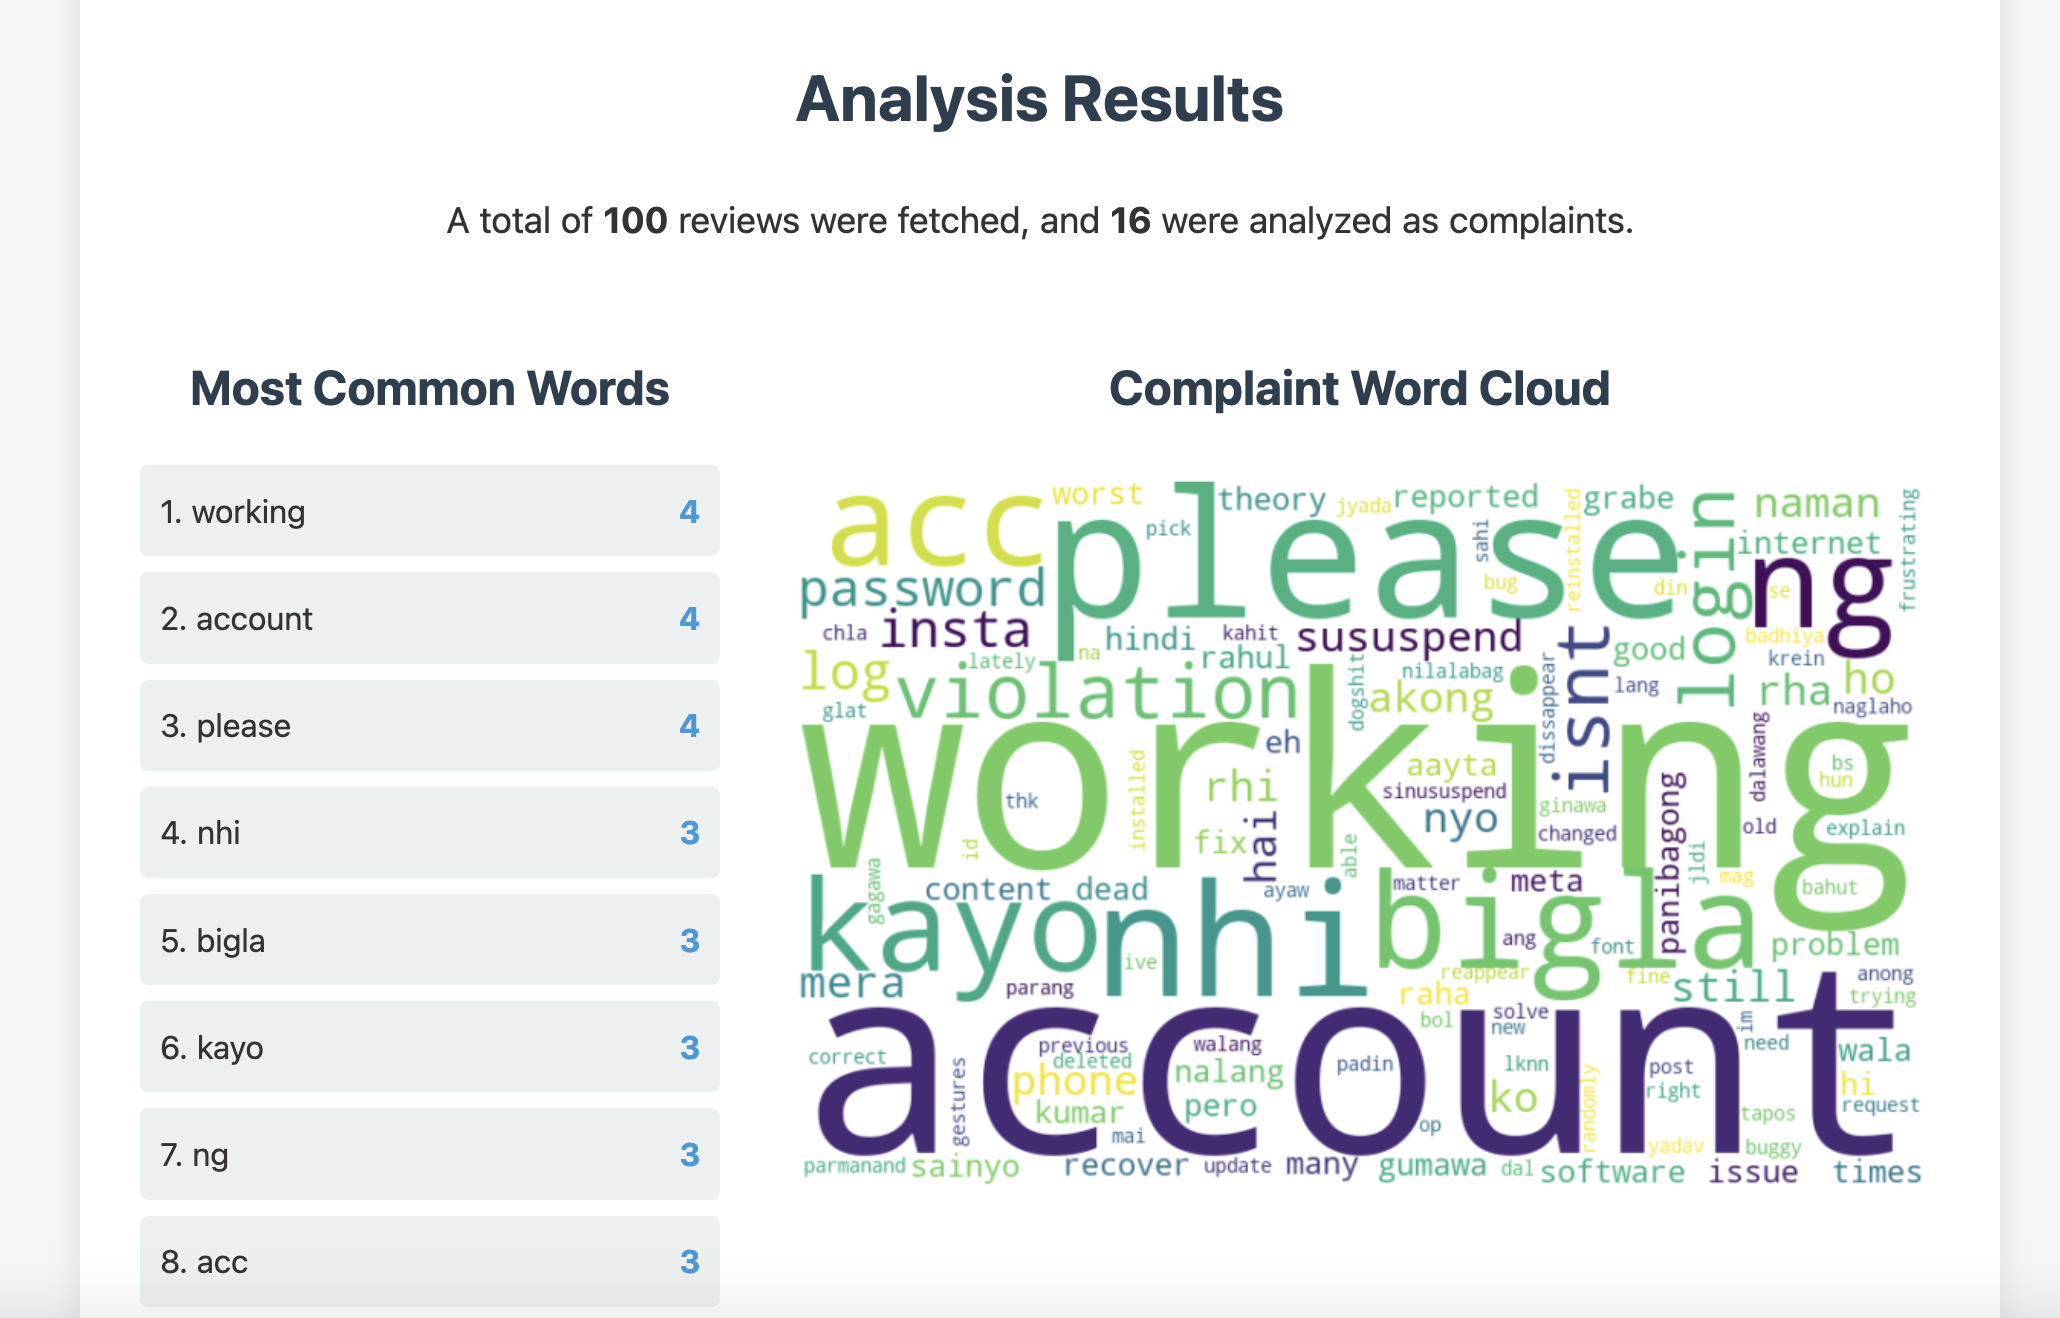 Analysis Results
A total of 100 reviews were fetched, and 16 were analyzed as complaints.
Most Common Words
1. working 4
2. account 4
3. please 4
4. nhi 3
5. bigla 3
6. kayo 3
7. ng 3
8. acc 3
Complaint Word Cloud
acc
worst
please
theory
jyada
reported
grabe
login
naman
frustrating
pick
sahi
reinstalled
internet
password
bug
din
ng
se
chla
insta
na
hindi
kahit
sususpend
isnt
good
badhiya
log
lately
rahul
dogshit
nilalabag
dissappear
lang
krein
rha
ho
glat
violation
akong
naglaho
working
eh
dalawang
thk
installed
rhi
aayta
sinususpend
ginawa
bs
hun
id
fix
hai
able
nyo
changed
panibagong
old
explain
gagawa
content
dead
ayaw
matter
meta
jldi
mag
bahut
kayo
nhi
bigla
ive
ang
font
problem
mera
parang
reappear
fine
still
anong
trying
raha
bol
solve
new
im
need
account
correct
previous
deleted
walang
padin
lknn
post
wala
gestures
phone
nalang
ko
randomly
right
hi
request
kumar
pero
tapos
mai
op
yadav
buggy
parmanand
sainyo
recover
update
many
gumawa
dal
software
issue
times